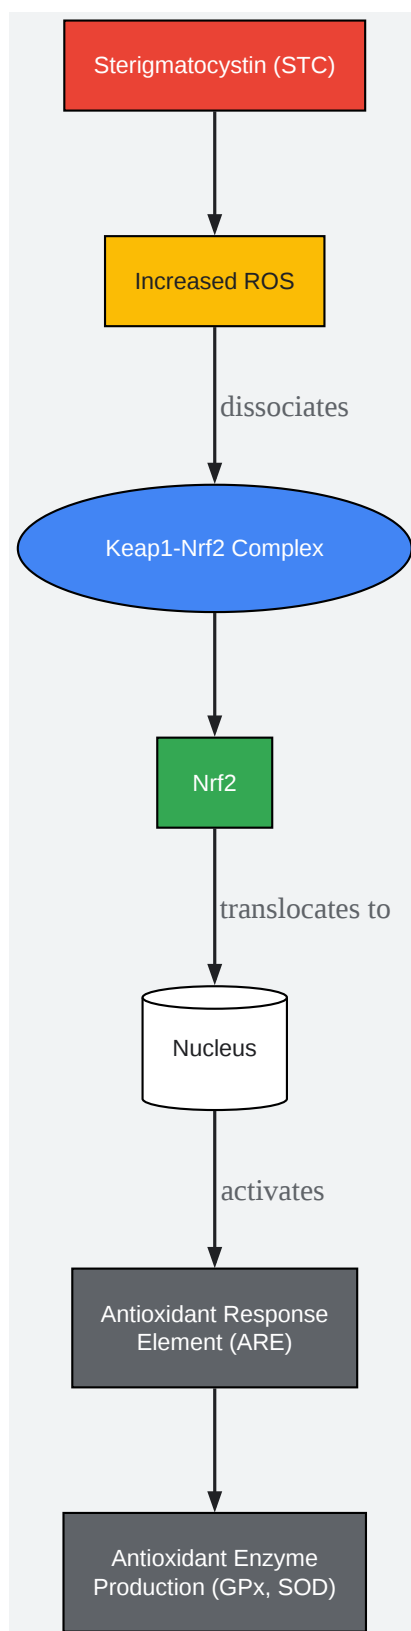 Sterigmatocystin (STC)
Increased ROS
dissociates
Keap1-Nrf2 Complex
Nrf2
translocates to
Nucleus
activates
Antioxidant Response
Element (ARE)
Antioxidant Enzyme
Production (GPx, SOD)